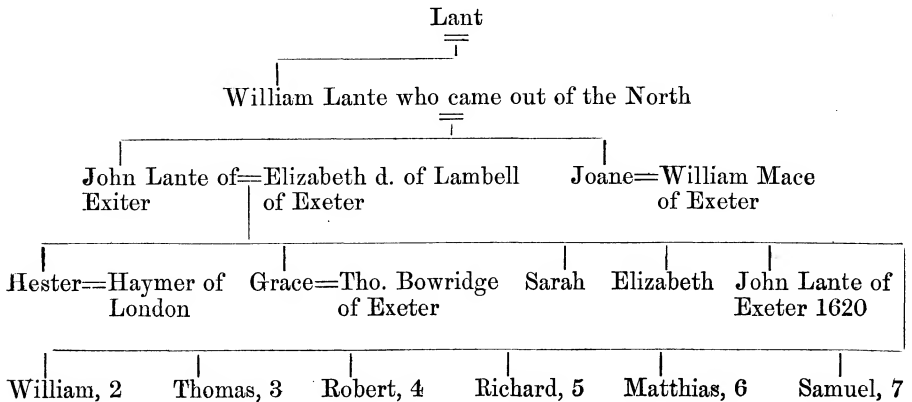 Lant
William Lante who came out of the North
John Lante of=Elizabeth d. of Lambell Joane=William Mace
Exiter of Exeter of Exeter
Hester=Haymer of Grace=Tho. Bowridge Sarah Elizabeth John Lante of
London of Exeter Exeter 1620
William, 2 Thomas, 3 Robert, 4 Richard, 5 Matthias, 6 Samuel, 7